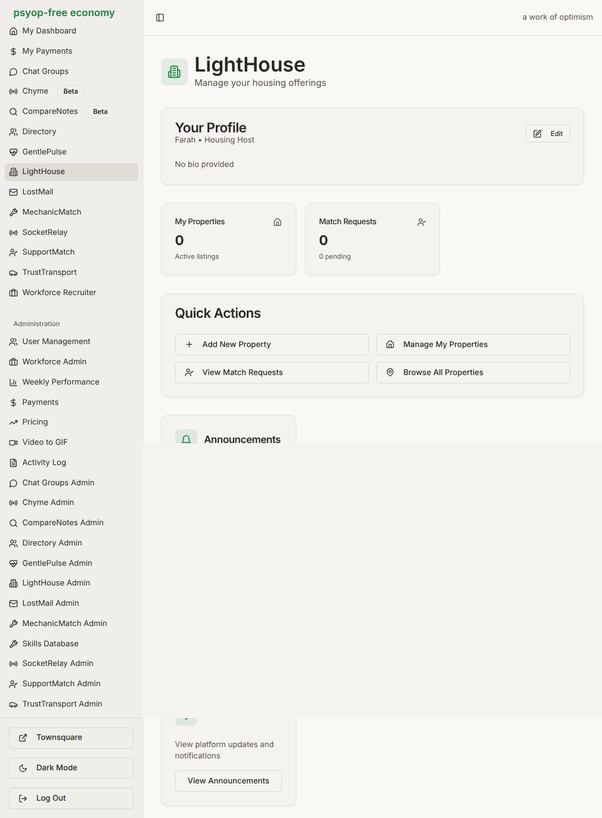 psyop-free economy
My Dashboard
My Payments
Chat Groups
Chyme Beta
CompareNotes Beta
Directory
GentlePulse
LightHouse
LostMail
MechanicMatch
SocketRelay
SupportMatch
TrustTransport
Workforce Recruiter
Administration
User Management
Workforce Admin
Weekly Performance
Payments
Pricing
Video to GIF
Activity Log
Chat Groups Admin
Chyme Admin
CompareNotes Admin
Directory Admin
GentlePulse Admin
LightHouse Admin
LostMail Admin
MechanicMatch Admin
Skills Database
SocketRelay Admin
SupportMatch Admin
TrustTransport Admin
Townsquare
Dark Mode
Log Out
a work of optimism
LightHouse
Manage your housing offerings
Your Profile
Farah • Housing Host
Edit
No bio provided
My Properties
0
Active listings
Match Requests
0
0 pending
Quick Actions
Add New Property
Manage My Properties
View Match Requests
Browse All Properties
Announcements
View platform updates and
notifications
View Announcements